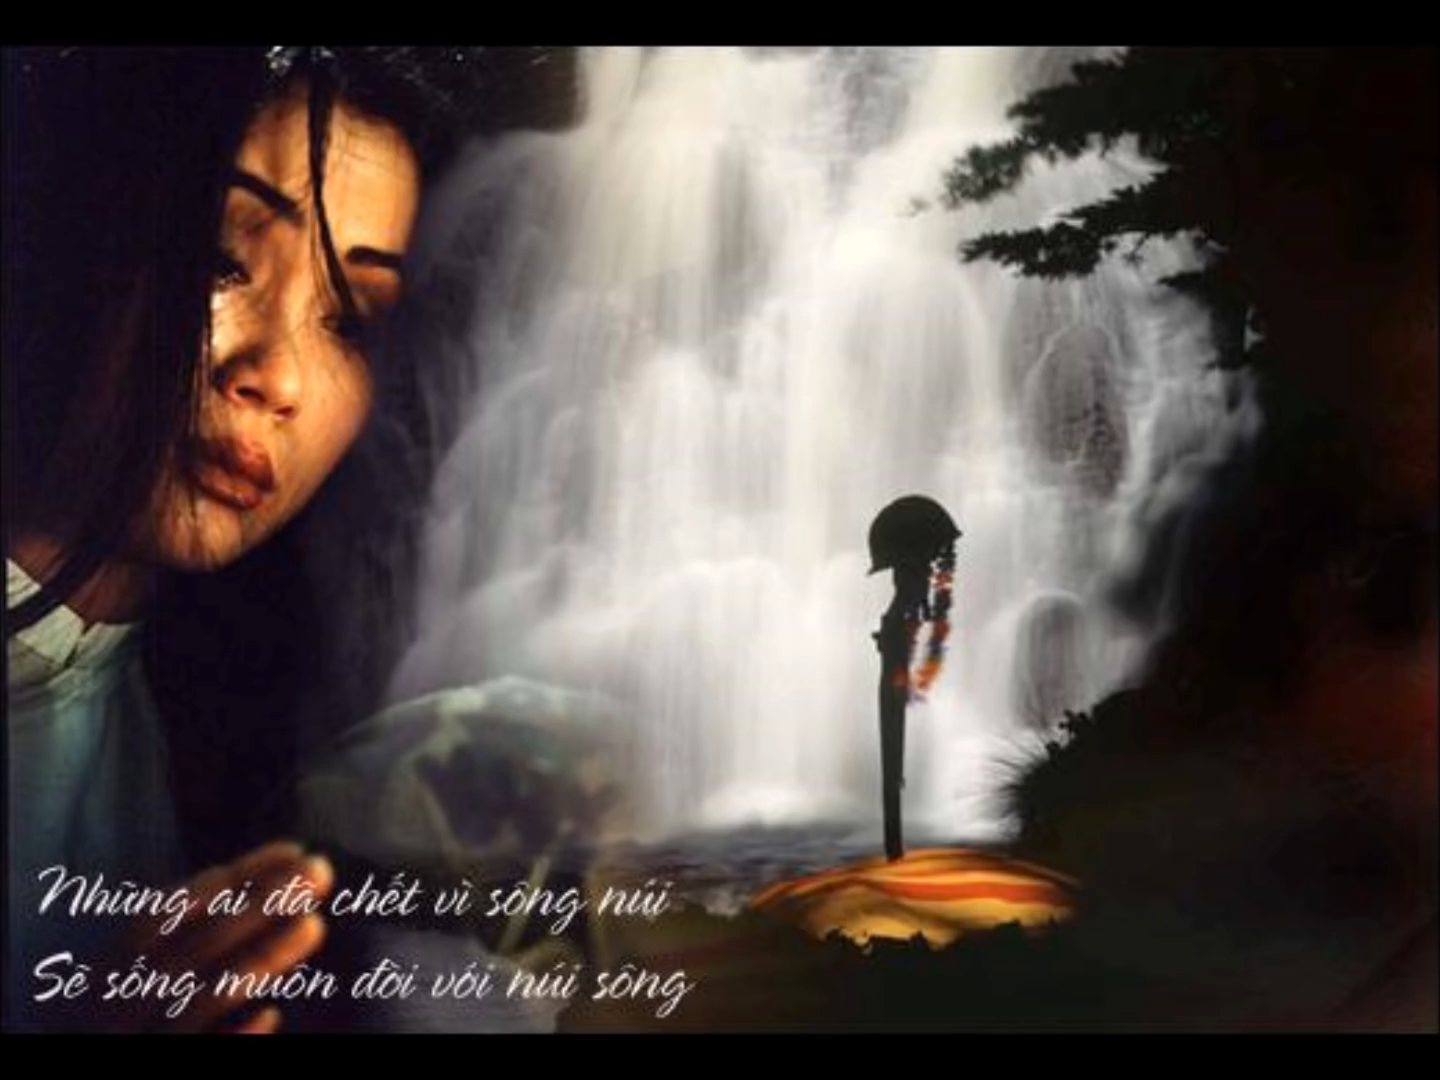 Những ai đã chết vì sông núi
Sẽ sống muôn đời với núi sông